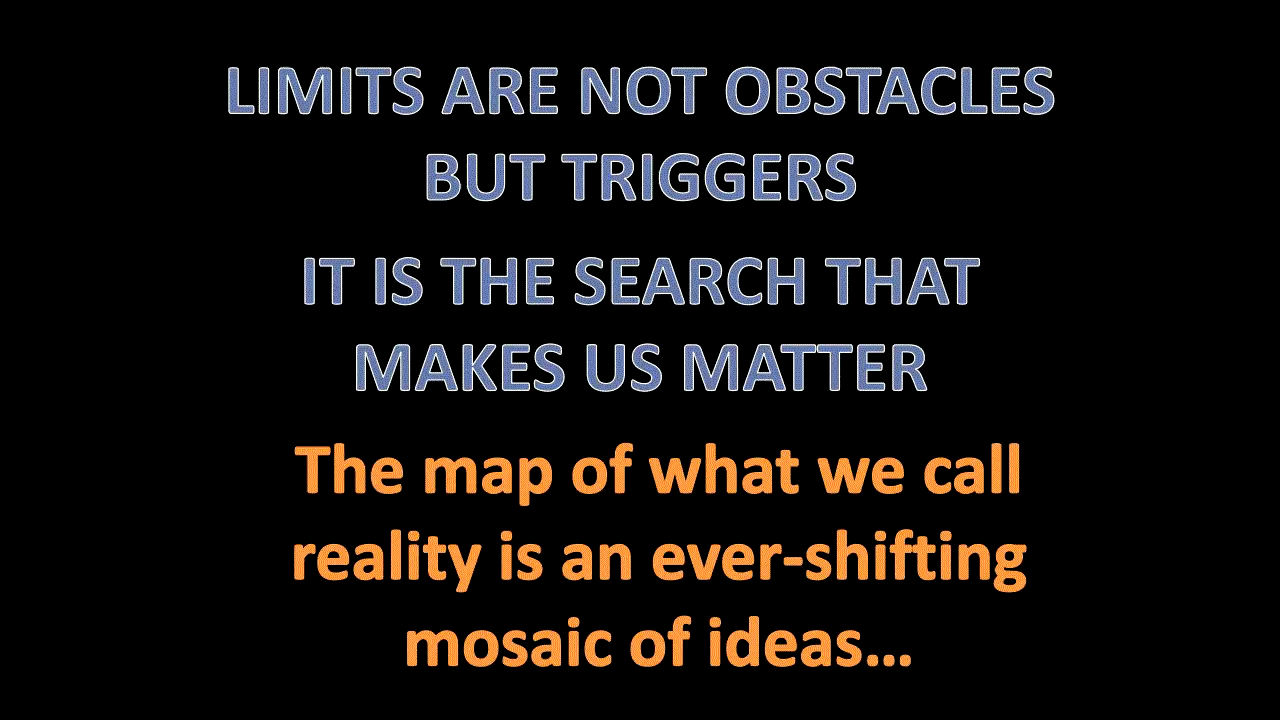 LIMITS ARE NOT OBSTACLES
BUT TRIGGERS
IT IS THE SEARCH THAT
MAKES US MATTER
The map of what we call
reality is an ever-shifting
mosaic of ideas...